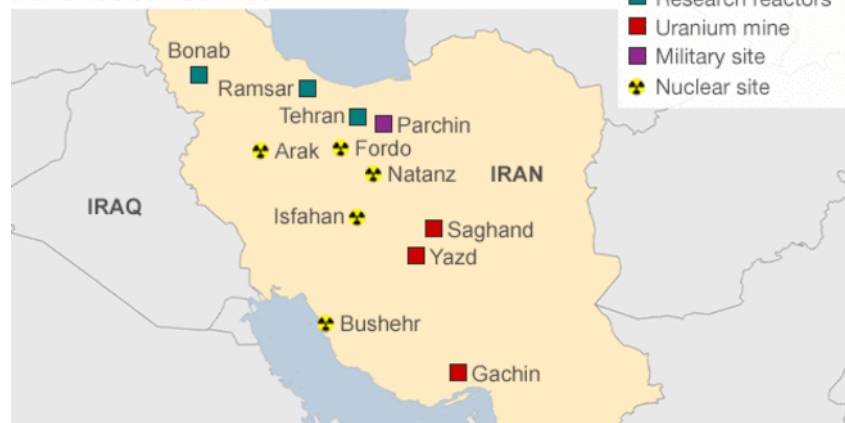 Research reactors
Uranium mine
Military site
Nuclear site
Bonab
Ramsar
Tehran
Parchin
Arak
Fordo
Natanz
IRAN
IRAQ
Isfahan
Saghand
Yazd
Bushehr
Gachin